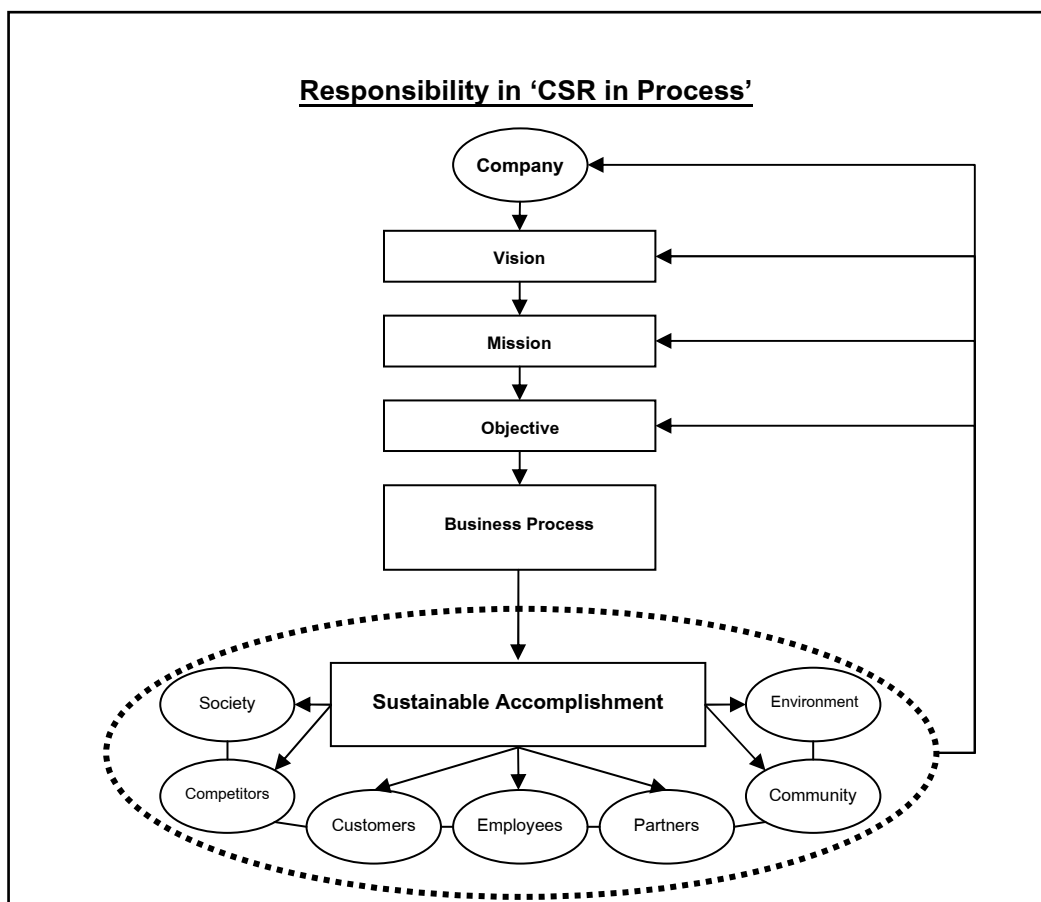 Responsibility in ‘CSR in Process’
Company
Vision
Mission
Objective
Business Process
Sustainable Accomplishment
Society
Environment
Competitors
Community
Customers
Employees
Partners